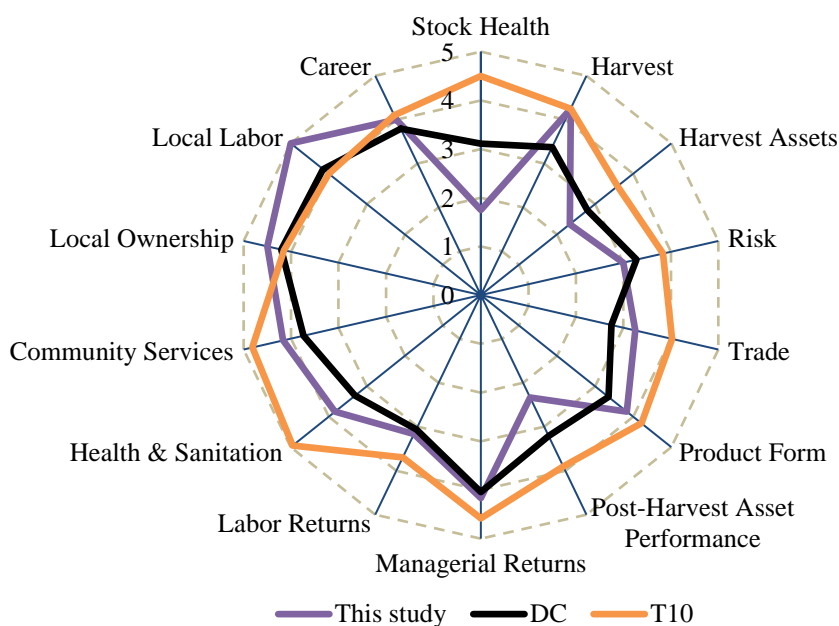 Stock Health
5
Career
Harvest
4
Local Labor
3
Harvest Assets
2
Local Ownership
1
Risk
0
Community Services
Trade
Health & Sanitation
Product Form
Labor Returns
Post-Harvest Asset
Performance
Managerial Returns
This study
DC
T10